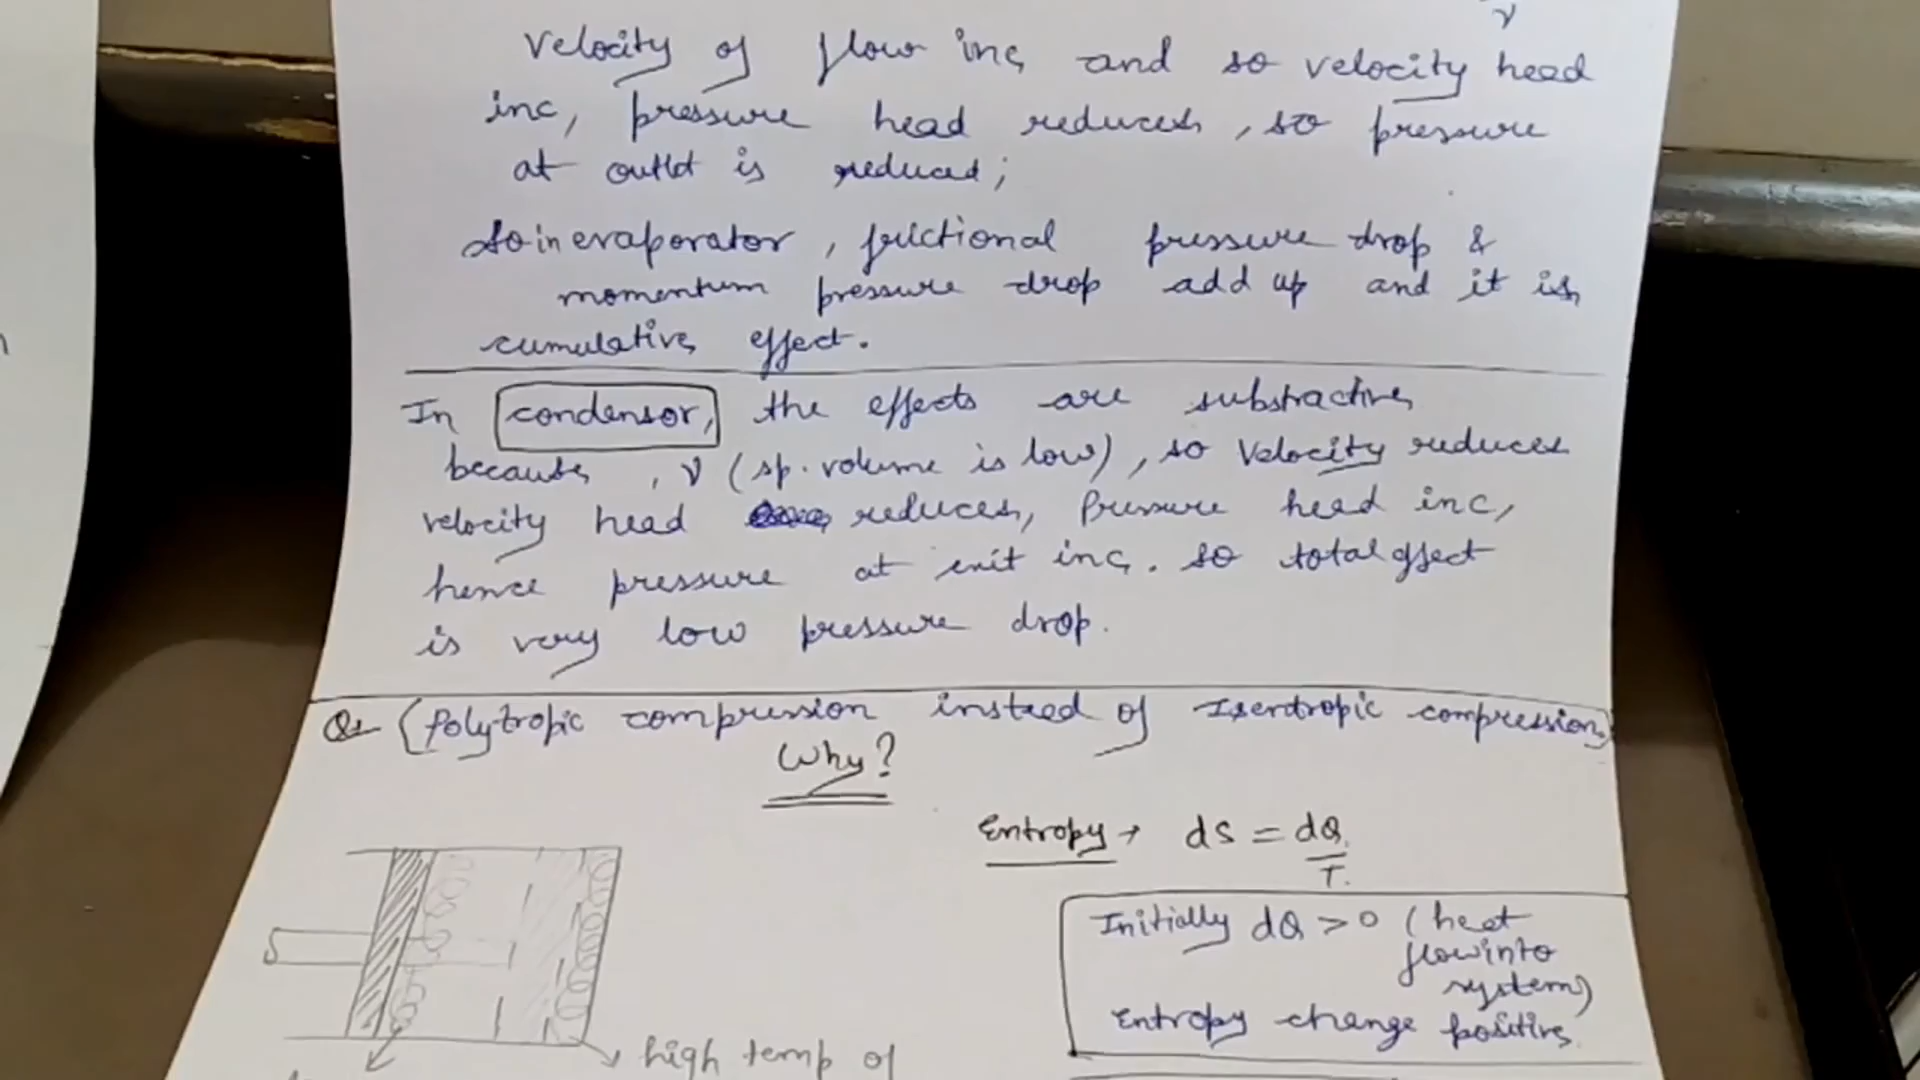 ν
Velocity of flow inc and so velocity head
inc, pressure head reduces, so pressure
at outlet is reduced;
So in evaporator, frictional pressure drop &
momentum pressure drop add up and it is
cumulative effect.
In condensor, the effects are substractive
because, ν (sp. volume is low), so Velocity reduces
velocity head reduces, Pressure head inc,
hence pressure at exit inc. so total effect
is very low pressure drop.
Q1 (Polytropic compression instead of Isentropic compression)
Why?
Entropy → dS = dQ/T.
Initially dQ > 0 (heat
flow into
system)
Entropy change positive
high temp of